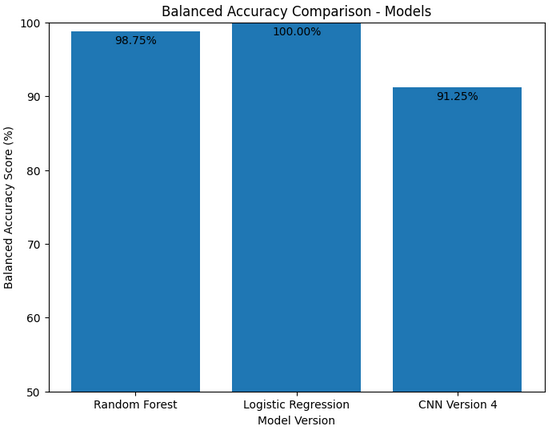 Balanced Accuracy Comparison - Models
Balanced Accuracy Score (%)
100
90
80
70
60
50
98.75%
100.00%
91.25%
Random Forest
Logistic Regression
CNN Version 4
Model Version